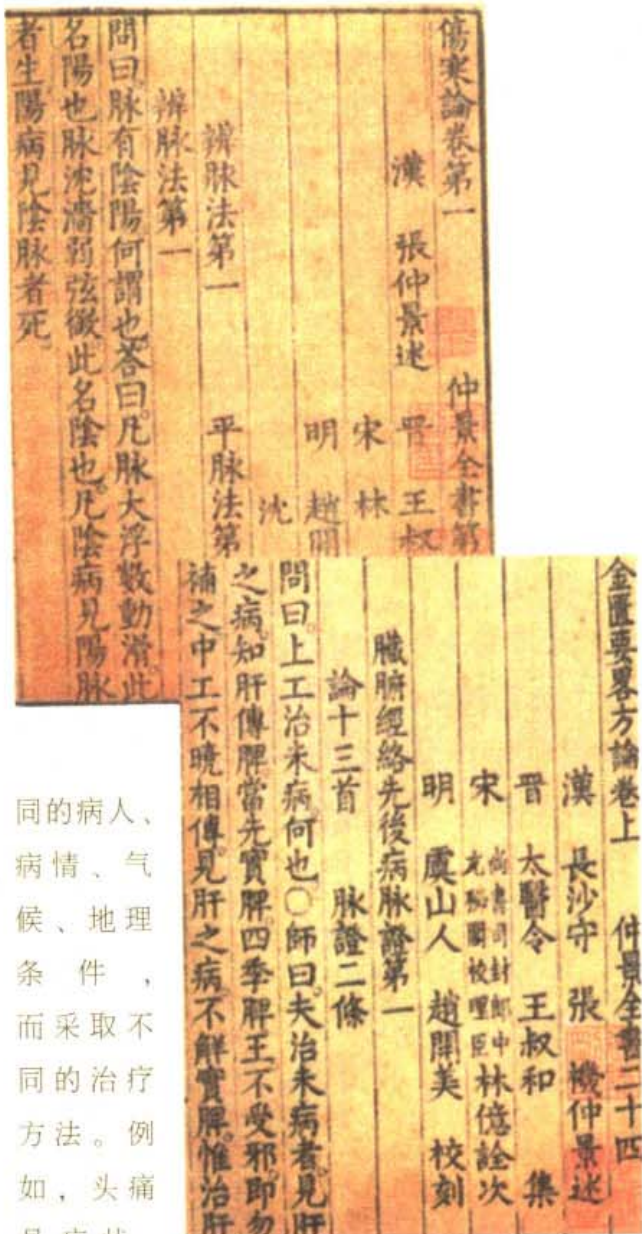 傷寒論卷第一　仲景全書第
漢　張仲景述
晉　王叔
宋　林
明　趙開
沈
辨脉法第一　平脉法第
辨脉法第一
問曰脉有陰陽何謂也答曰凡脉大浮數動滑此
名陽也脉沈濇弱弦微此名陰也凡陰病見陽脉
者生陽病見陰脉者死
金匱要畧方論卷上　仲景全書二十四
漢　長沙守　張　機仲景述
晉　太醫令　王叔和　集
宋　尚書司封郎中充秘閣校理臣林億詮次
明　虞山人　趙開美　校刻
臟腑經絡先後病脉證第一
論十三首　脉證二條
問曰上工治未病何也○師曰夫治未病者見肝
之病知肝傳脾當先實脾四季脾王不受邪即勿
補之中工不曉相傳見肝之病不解實脾惟治肝
同的病人、
病情、气
候、地理
条件，
而采取不
同的治疗
方法。例
如，头痛